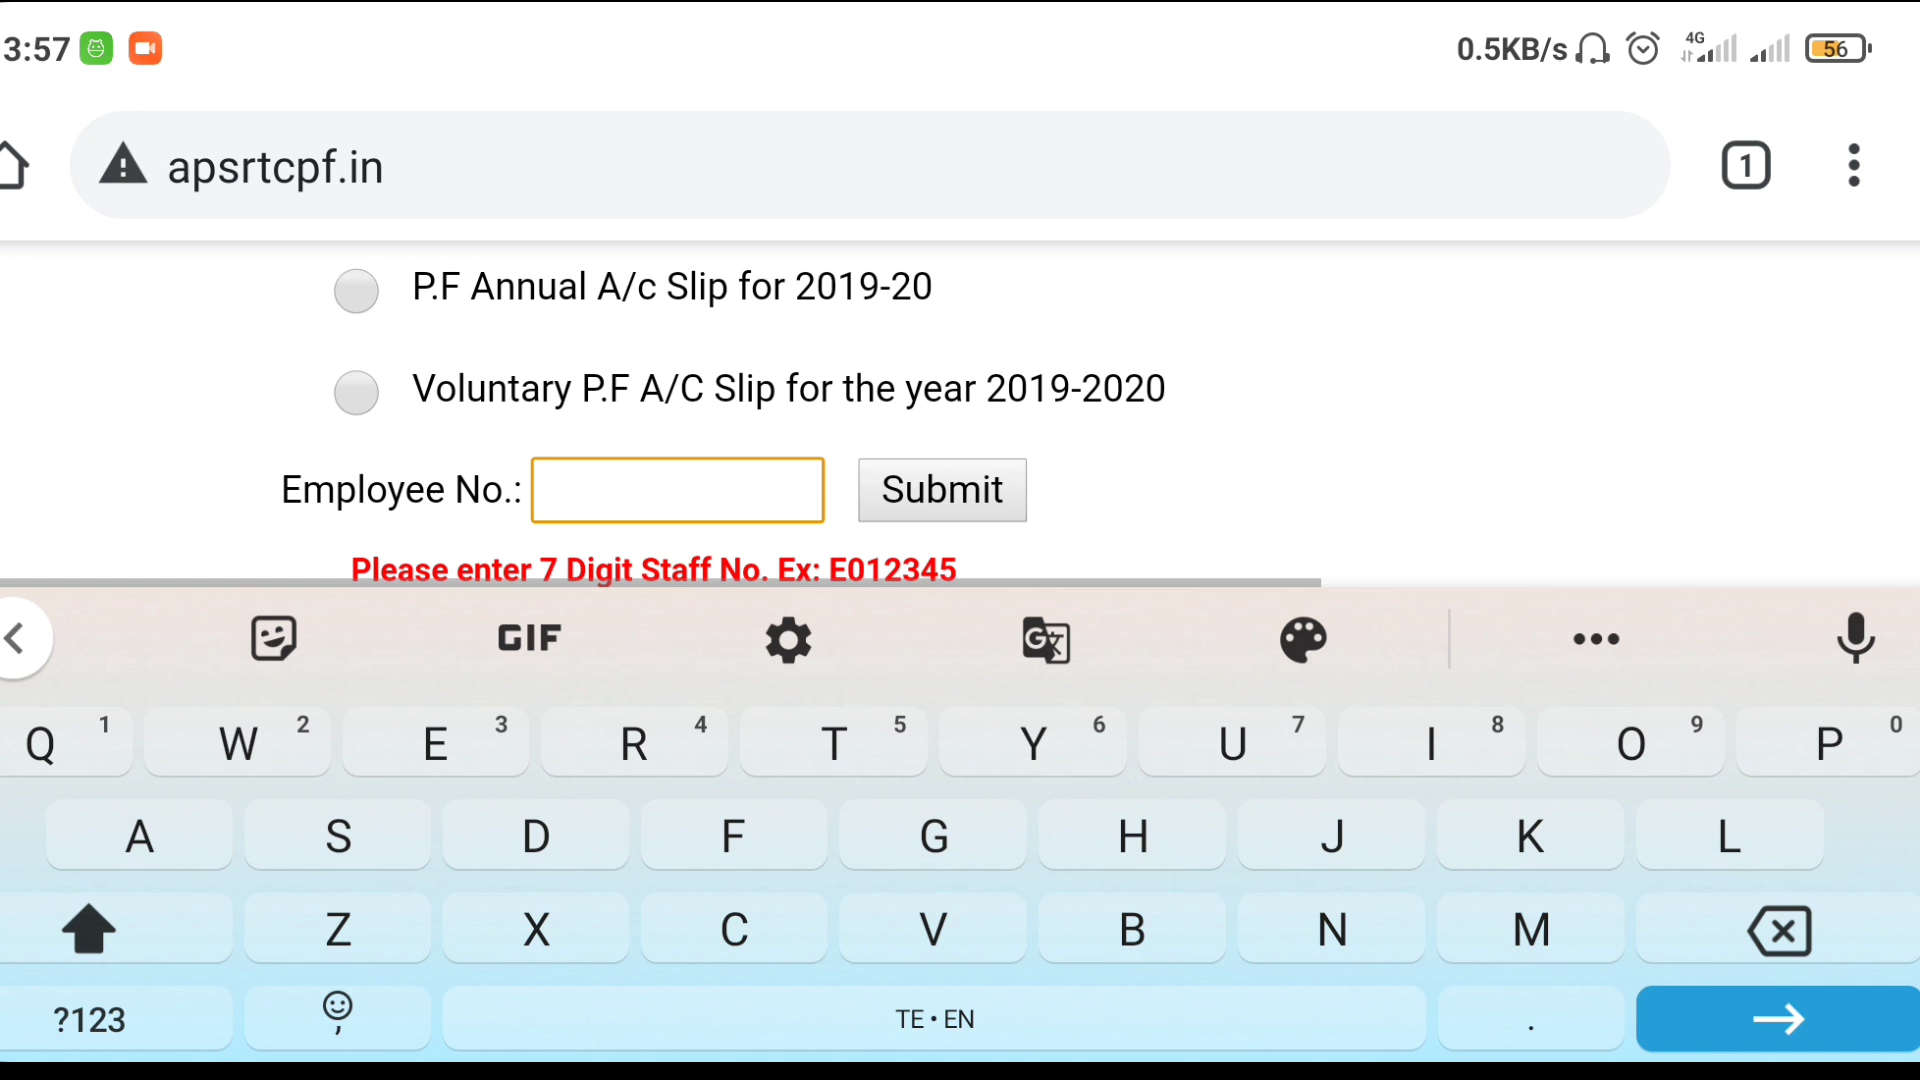 3:57
0.5KB/s 4G 56
apsrtcpf.in
1
P.F Annual A/c Slip for 2019-20
Voluntary P.F A/C Slip for the year 2019-2020
Employee No.: Submit
Please enter 7 Digit Staff No. Ex: E012345
GIF G
Q 1 W 2 E 3 R 4 T 5 Y 6 U 7 I 8 O 9 P 0
A S D F G H J K L
Z X C V B N M
?123 , TE • EN .